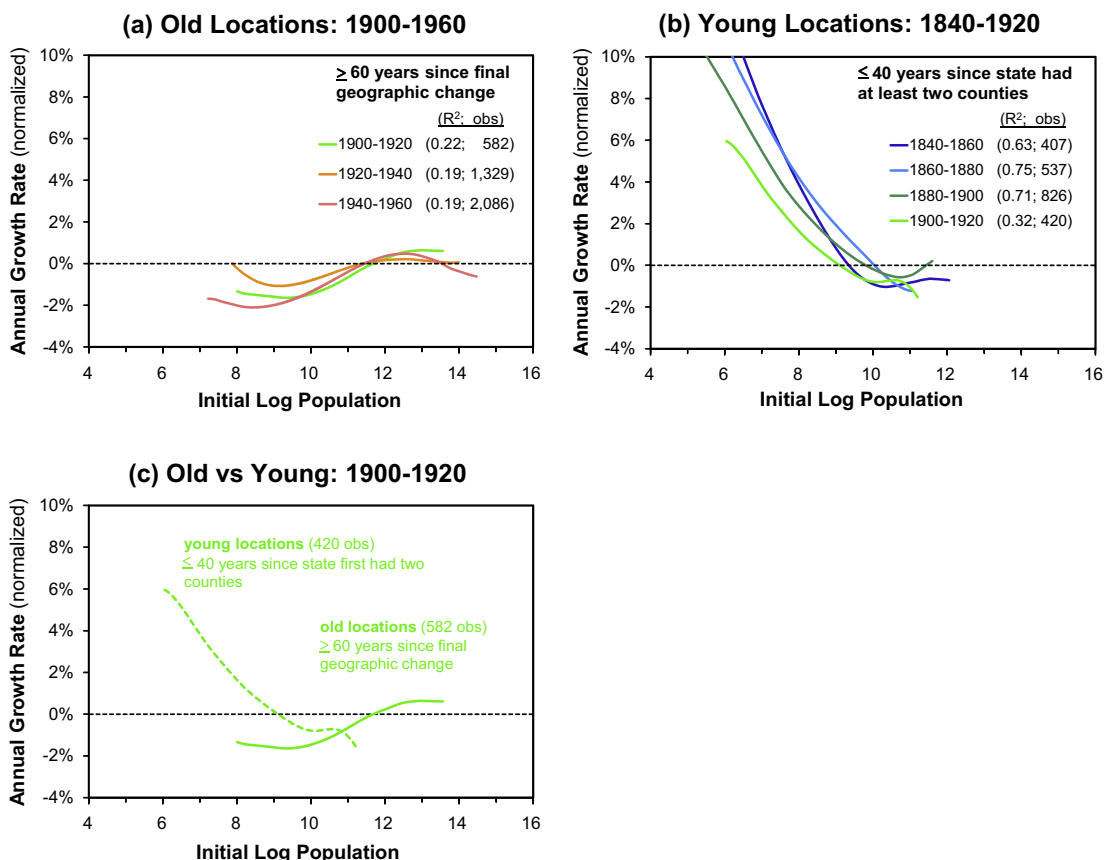 (a) Old Locations: 1900-1960
Annual Growth Rate (normalized)
10%
8%
6%
4%
2%
0%
-2%
-4%
≥ 60 years since final
geographic change
(R²; obs)
1900-1920 (0.22; 582)
1920-1940 (0.19; 1,329)
1940-1960 (0.19; 2,086)
4 6 8 10 12 14 16
Initial Log Population
(b) Young Locations: 1840-1920
Annual Growth Rate (normalized)
10%
8%
6%
4%
2%
0%
-2%
-4%
≤ 40 years since state had
at least two counties
(R²; obs)
1840-1860 (0.63; 407)
1860-1880 (0.75; 537)
1880-1900 (0.71; 826)
1900-1920 (0.32; 420)
4 6 8 10 12 14 16
Initial Log Population
(c) Old vs Young: 1900-1920
Annual Growth Rate (normalized)
10%
8%
6%
4%
2%
0%
-2%
-4%
young locations (420 obs)
≤ 40 years since state first had two
counties
old locations (582 obs)
≥ 60 years since final
geographic change
4 6 8 10 12 14 16
Initial Log Population